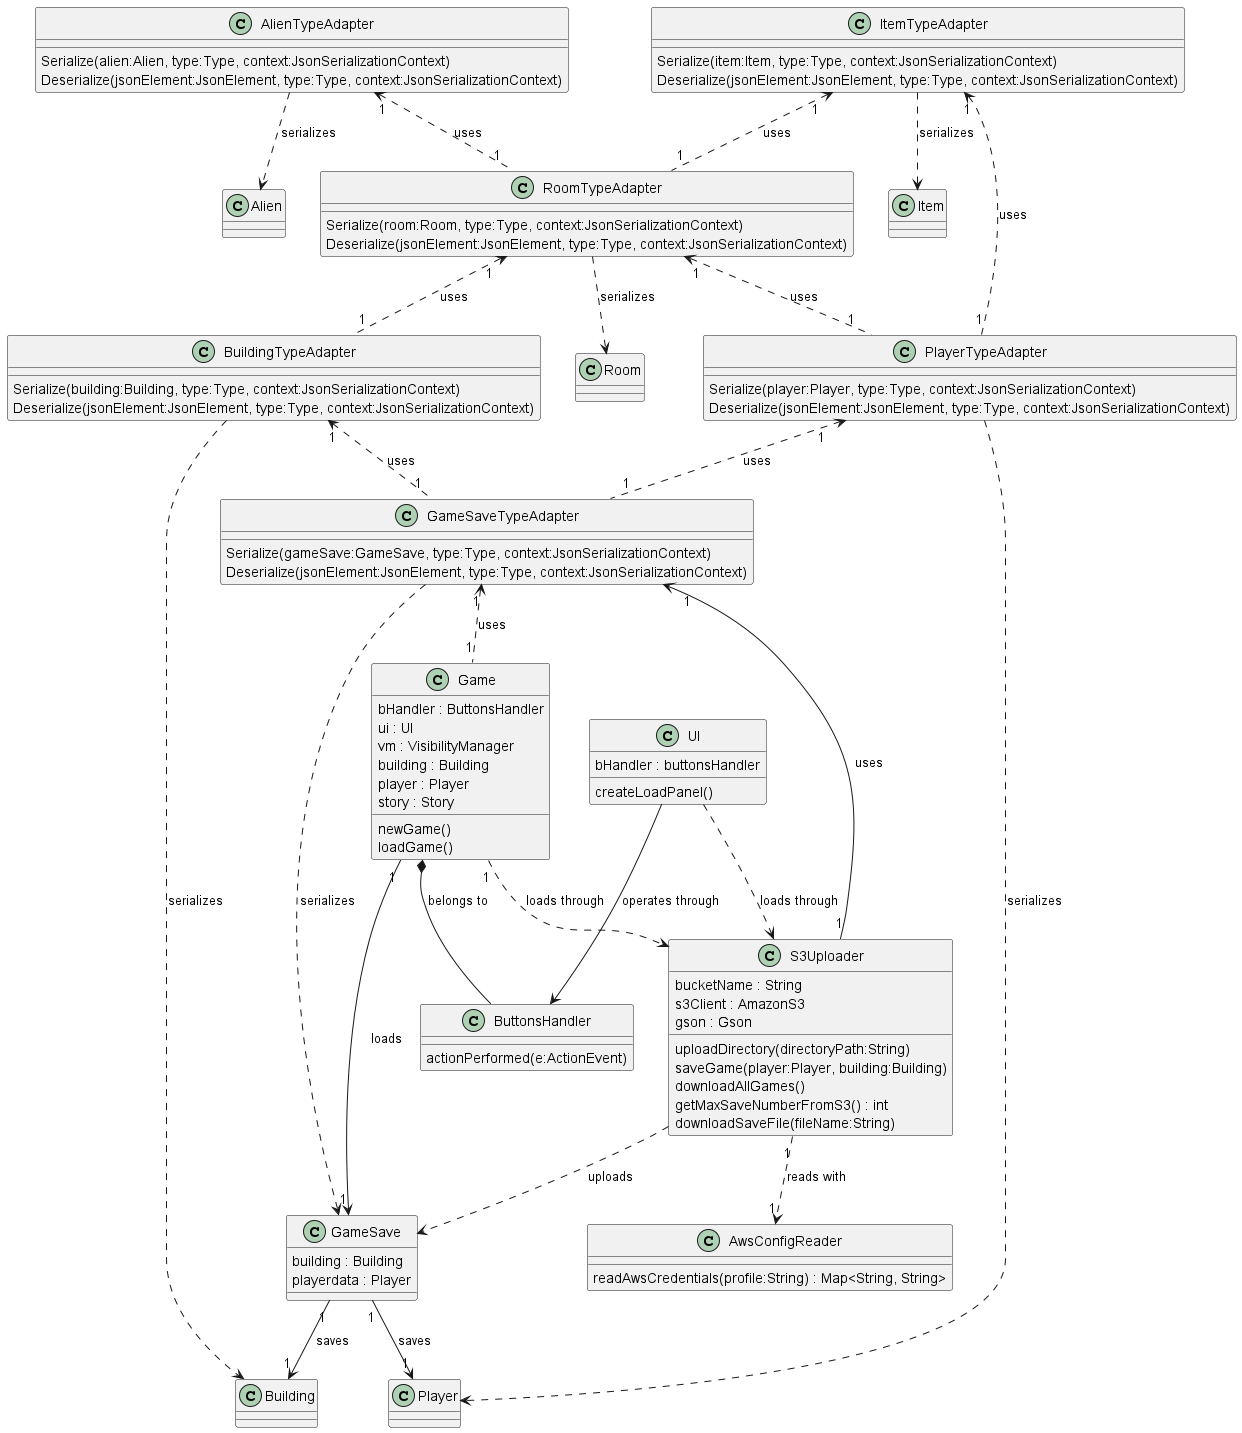 C AlienTypeAdapter
Serialize(alien:Alien, type:Type, context:JsonSerializationContext)
Deserialize(jsonElement:JsonElement, type:Type, context:JsonSerializationContext)
C ItemTypeAdapter
Serialize(item:Item, type:Type, context:JsonSerializationContext)
Deserialize(jsonElement:JsonElement, type:Type, context:JsonSerializationContext)
1
1
1
serializes
uses
uses
serializes
1
1
C Alien
C RoomTypeAdapter
Serialize(room:Room, type:Type, context:JsonSerializationContext)
Deserialize(jsonElement:JsonElement, type:Type, context:JsonSerializationContext)
C Item
uses
1
1
uses
serializes
uses
1
1
1
C BuildingTypeAdapter
Serialize(building:Building, type:Type, context:JsonSerializationContext)
Deserialize(jsonElement:JsonElement, type:Type, context:JsonSerializationContext)
C Room
C PlayerTypeAdapter
Serialize(player:Player, type:Type, context:JsonSerializationContext)
Deserialize(jsonElement:JsonElement, type:Type, context:JsonSerializationContext)
1
1
uses
uses
1
1
C GameSaveTypeAdapter
Serialize(gameSave:GameSave, type:Type, context:JsonSerializationContext)
Deserialize(jsonElement:JsonElement, type:Type, context:JsonSerializationContext)
1
1
uses
1
C Game
bHandler : ButtonsHandler
ui : UI
vm : VisibilityManager
building : Building
player : Player
story : Story
newGame()
loadGame()
C UI
bHandler : buttonsHandler
createLoadPanel()
uses
1
1
serializes
serializes
belongs to
loads through
operates through
loads through
serializes
1
C S3Uploader
bucketName : String
s3Client : AmazonS3
gson : Gson
uploadDirectory(directoryPath:String)
saveGame(player:Player, building:Building)
downloadAllGames()
getMaxSaveNumberFromS3() : int
downloadSaveFile(fileName:String)
C ButtonsHandler
actionPerformed(e:ActionEvent)
loads
1
uploads
reads with
1
1
C GameSave
building : Building
playerdata : Player
C AwsConfigReader
readAwsCredentials(profile:String) : Map<String, String>
1
1
saves
saves
1
1
C Building
C Player